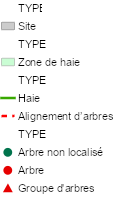 TYPE
Site
TYPE
Zone de haie
TYPE
Haie
Alignement d'arbres
TYPE
Arbre non localisé
Arbre
Groupe d'arbres